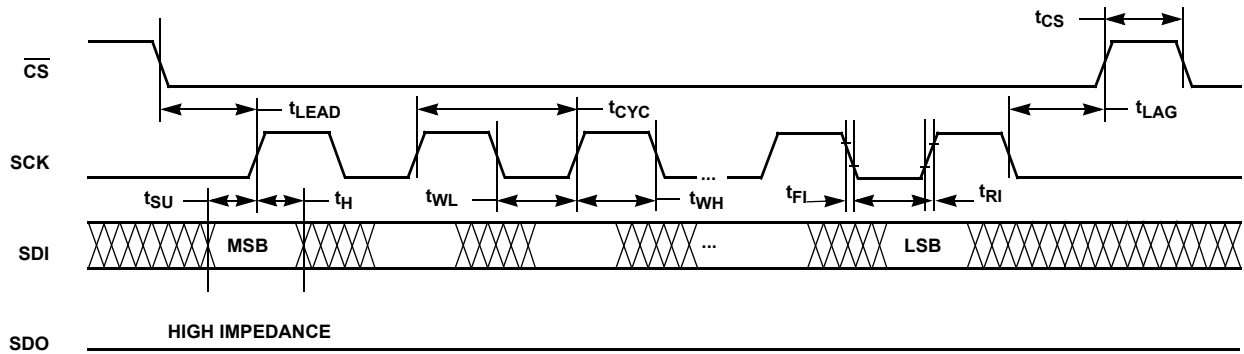 tCS
CS
tLEAD
tCYC
tLAG
SCK
...
tSU
tH
tWL
tWH
tFI
tRI
SDI
MSB
...
LSB
HIGH IMPEDANCE
SDO